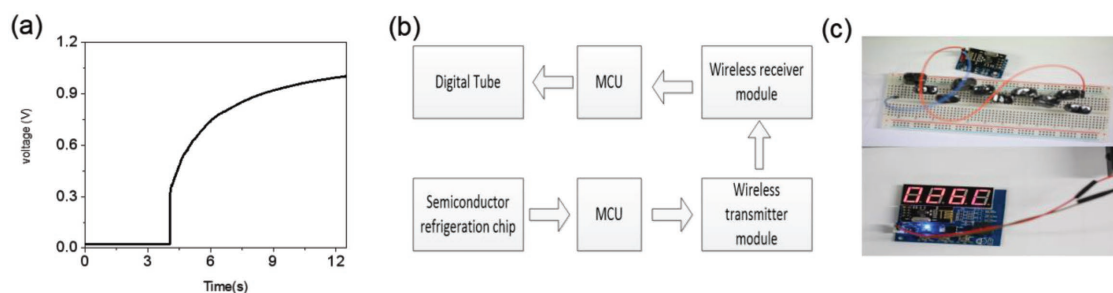 (a)
1.2
0.9
0.6
0.3
0.0
voltage (V)
0
3
6
9
12
Time(s)
(b)
Digital Tube
MCU
Wireless receiver
module
Semiconductor
refrigeration chip
MCU
Wireless
transmitter
module
(c)